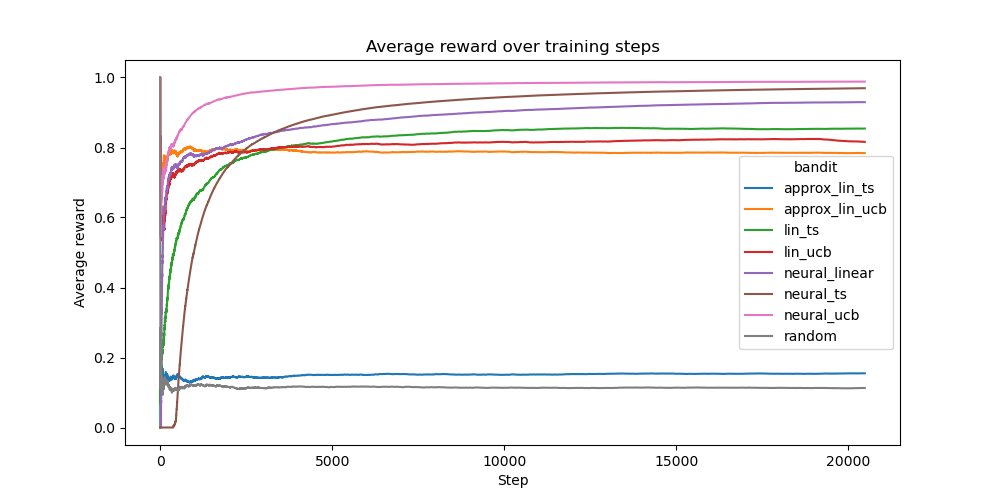 Average reward over training steps
Average reward
1.0
0.8
0.6
0.4
0.2
0.0
0
5000
10000
15000
20000
Step
bandit
approx_lin_ts
approx_lin_ucb
lin_ts
lin_ucb
neural_linear
neural_ts
neural_ucb
random